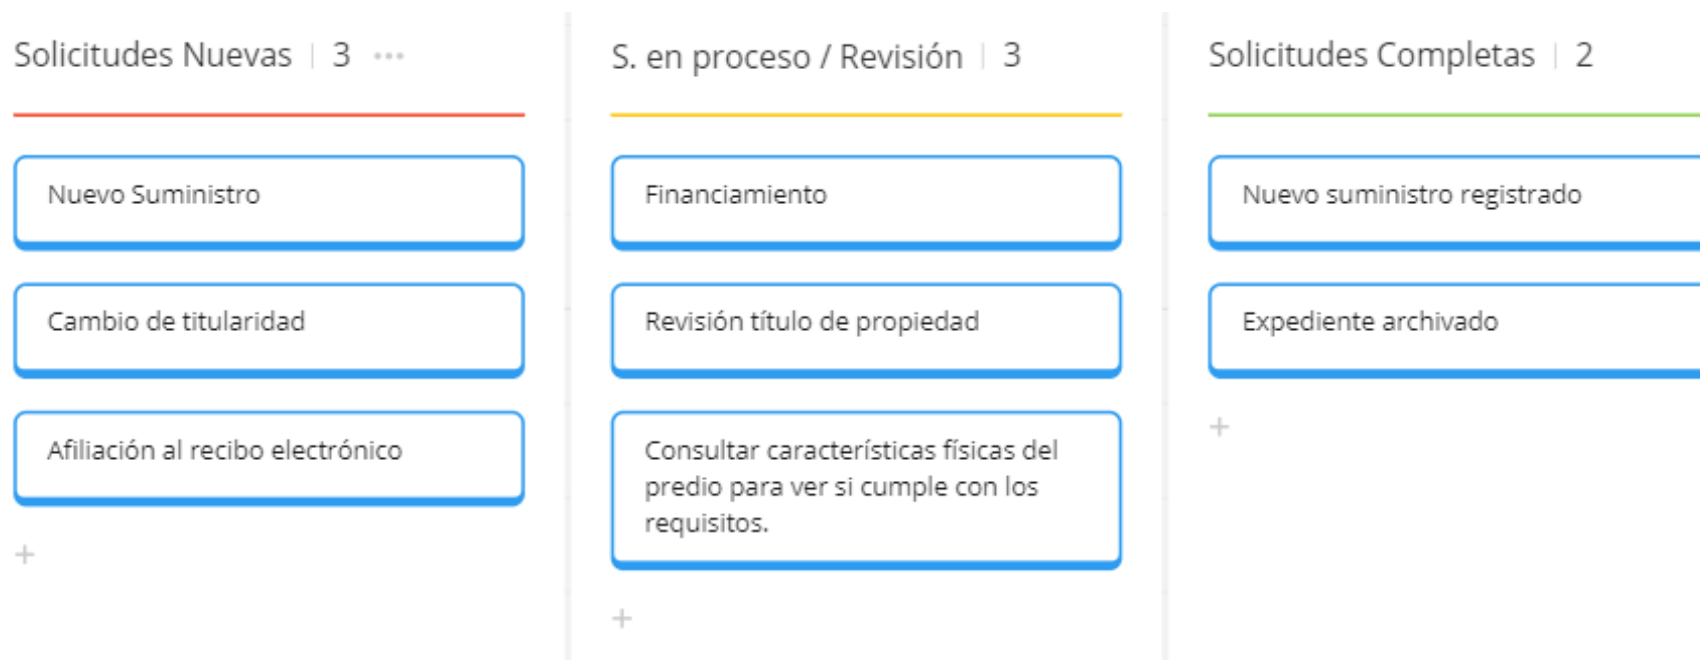 Solicitudes Nuevas | 3 ···
Nuevo Suministro
Cambio de titularidad
Afiliación al recibo electrónico
+
S. en proceso / Revisión | 3
Financiamiento
Revisión título de propiedad
Consultar características físicas del
predio para ver si cumple con los
requisitos.
+
Solicitudes Completas | 2
Nuevo suministro registrado
Expediente archivado
+